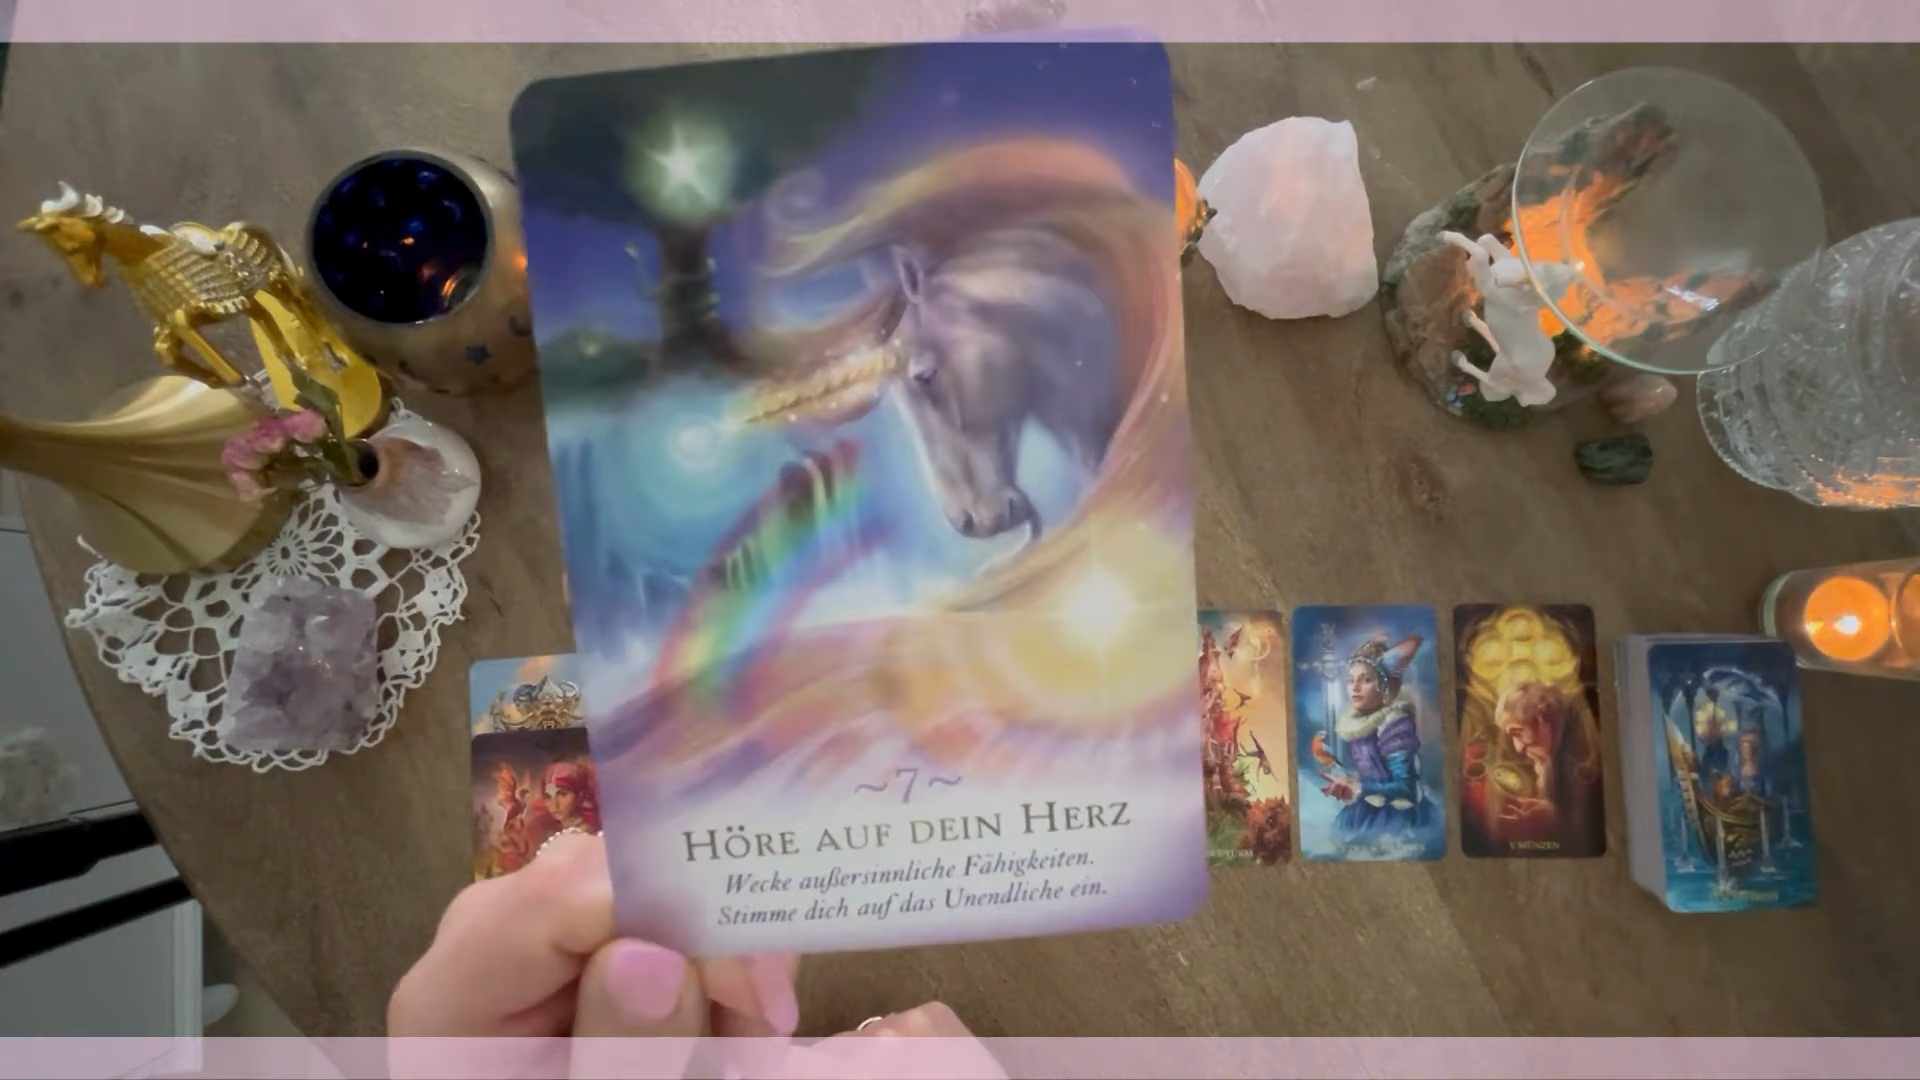 ~7~
HÖRE AUF DEIN HERZ
Wecke außersinnliche Fähigkeiten.
Stimme dich auf das Unendliche ein.
V MÜNZEN